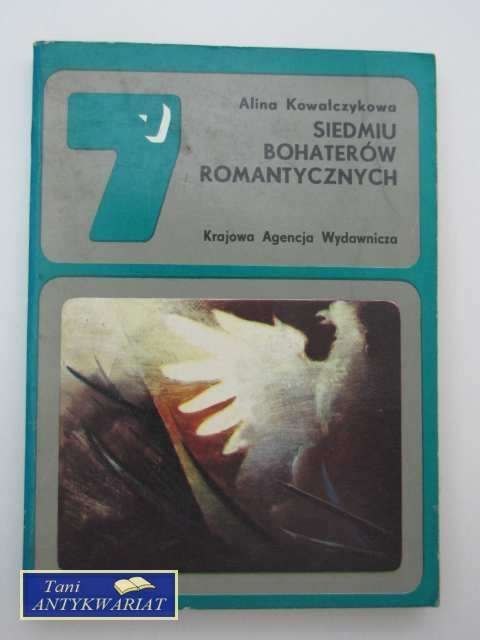 7
Alina Kowalczykowa
SIEDMIU
BOHATERÓW
ROMANTYCZNYCH
Krajowa Agencja Wydawnicza
Tani
ANTYKWARIAT